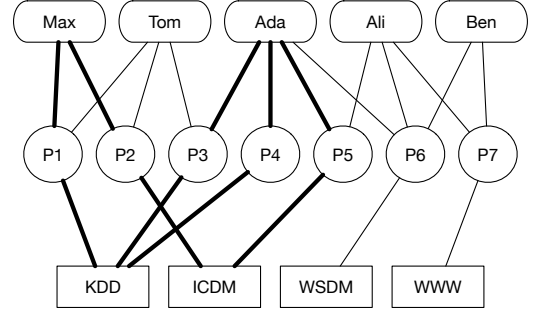 Max Tom Ada Ali Ben
P1 P2 P3 P4 P5 P6 P7
KDD ICDM WSDM WWW